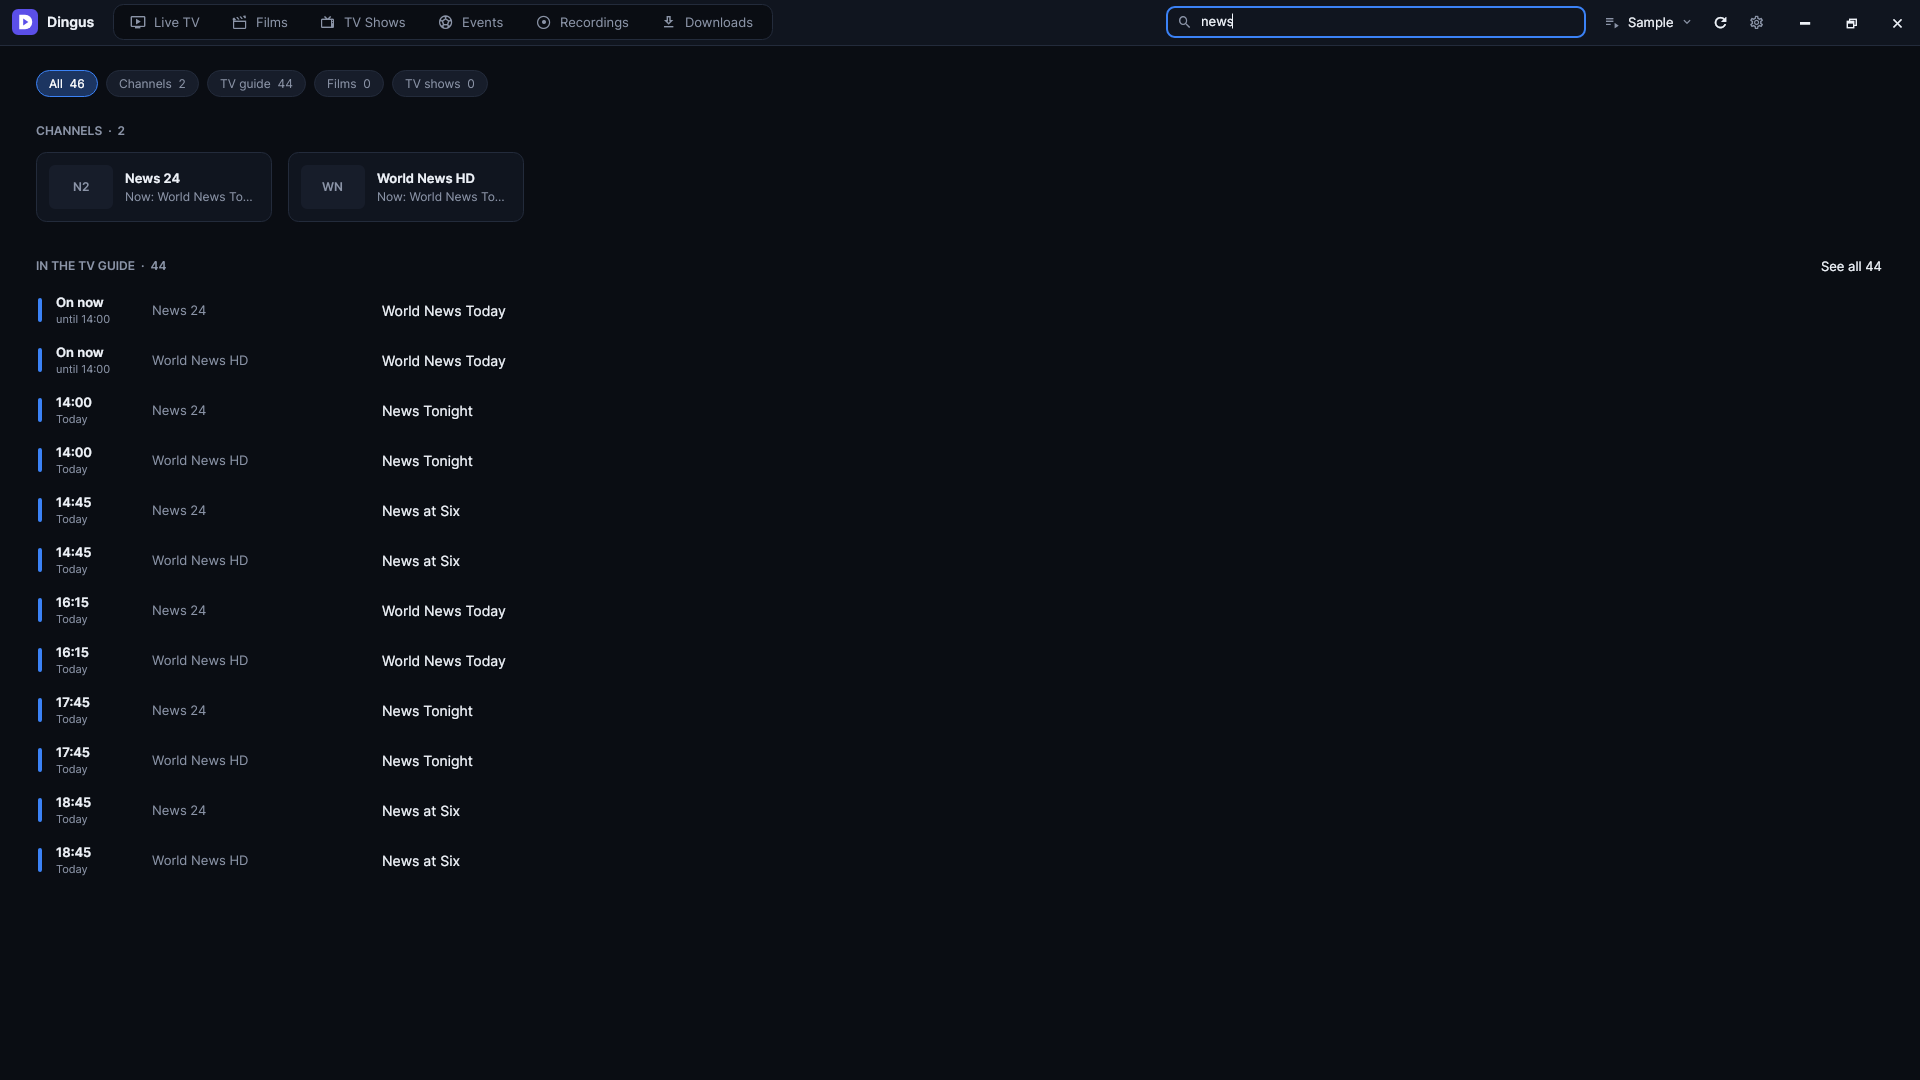 Dingus Live TV Films TV Shows Events Recordings Downloads news Sample
All 46 Channels 2 TV guide 44 Films 0 TV shows 0
CHANNELS · 2
N2 News 24 WN World News HD
Now: World News To... Now: World News To...
IN THE TV GUIDE · 44 See all 44
On now News 24 World News Today
until 14:00
On now World News HD World News Today
until 14:00
14:00 News 24 News Tonight
Today
14:00 World News HD News Tonight
Today
14:45 News 24 News at Six
Today
14:45 World News HD News at Six
Today
16:15 News 24 World News Today
Today
16:15 World News HD World News Today
Today
17:45 News 24 News Tonight
Today
17:45 World News HD News Tonight
Today
18:45 News 24 News at Six
Today
18:45 World News HD News at Six
Today